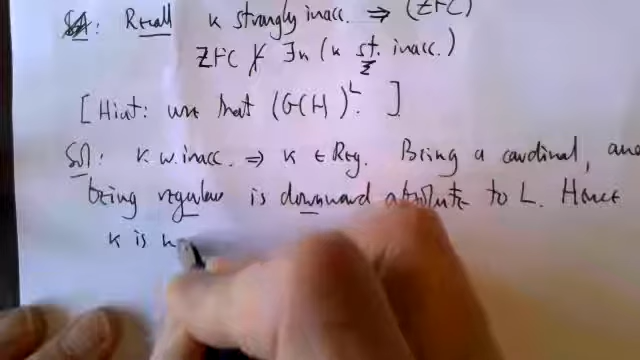 Recall κ strongly inacc. ⇒ (ZFC)
ZFC ⊬ ∃κ (κ st. inacc.)
[Hint: use that (GCH)^L. ]
Sol: κ w. inacc. ⇒ κ ∈ Reg. Being a cardinal, and
being regular is downward absolute to L. Hence
κ is